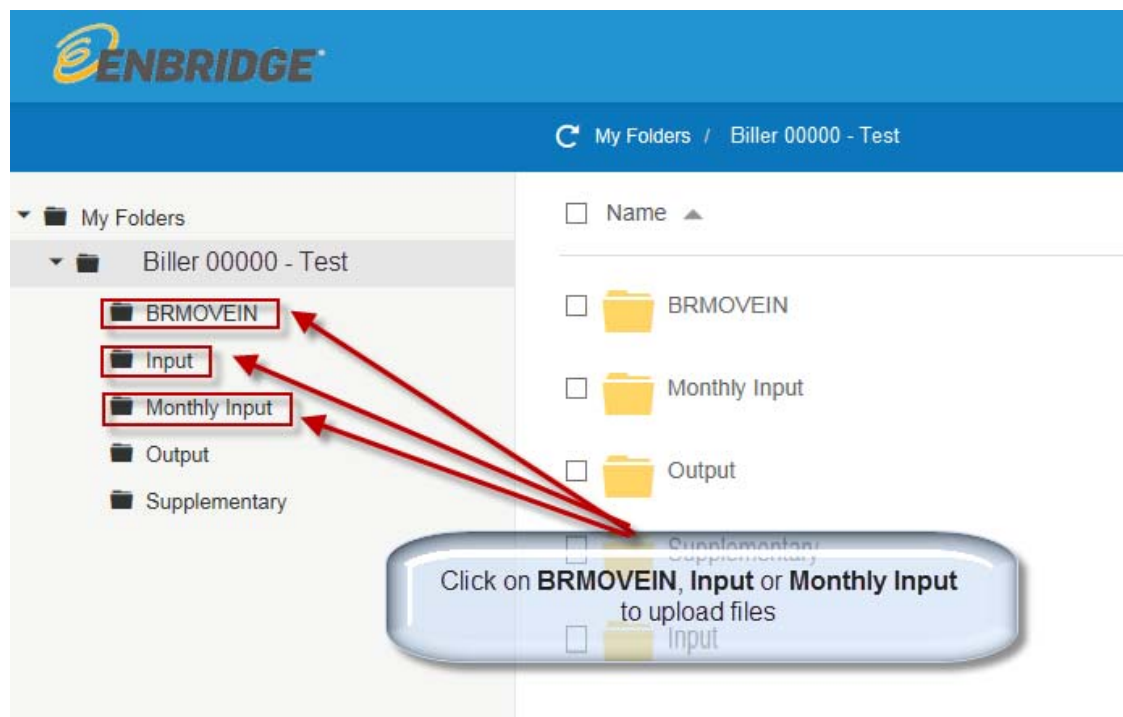 ENBRIDGE
My Folders / Biller 00000 - Test
My Folders
Biller 00000 - Test
BRMOVEIN
Input
Monthly Input
Output
Supplementary
Name
BRMOVEIN
Monthly Input
Output
Supplementary
Input
Click on BRMOVEIN, Input or Monthly Input
to upload files